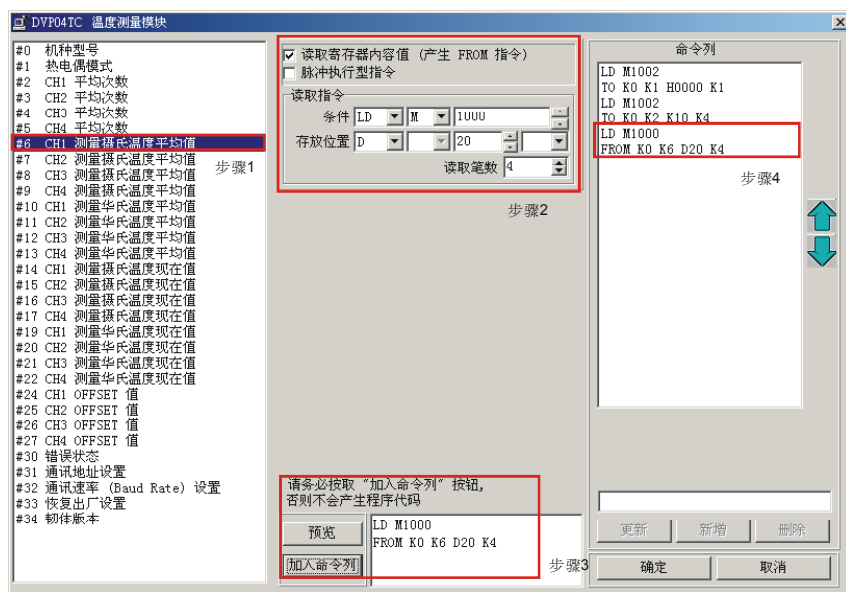 DVP04TC 温度测量模块
#0 机种型号
#1 热电偶模式
#2 CH1 平均次数
#3 CH2 平均次数
#4 CH3 平均次数
#5 CH4 平均次数
#6 CH1 测量摄氏温度平均值
#7 CH2 测量摄氏温度平均值
#8 CH3 测量摄氏温度平均值
#9 CH4 测量摄氏温度平均值
#10 CH1 测量华氏温度平均值
#11 CH2 测量华氏温度平均值
#12 CH3 测量华氏温度平均值
#13 CH4 测量华氏温度平均值
#14 CH1 测量摄氏温度现在值
#15 CH2 测量摄氏温度现在值
#16 CH3 测量摄氏温度现在值
#17 CH4 测量摄氏温度现在值
#19 CH1 测量华氏温度现在值
#20 CH2 测量华氏温度现在值
#21 CH3 测量华氏温度现在值
#22 CH4 测量华氏温度现在值
#24 CH1 OFFSET 值
#25 CH2 OFFSET 值
#26 CH3 OFFSET 值
#27 CH4 OFFSET 值
#30 错误状态
#31 通讯地址设置
#32 通讯速率 (Baud Rate) 设置
#33 恢复出厂设置
#34 韧体版本
步骤1
读取寄存器内容值 (产生 FROM 指令)
脉冲执行型指令
读取指令
条件 LD M 1000
存放位置 D 20
读取笔数 4
步骤2
请务必按取 “加入命令列” 按钮,
否则不会产生程序代码
预览
加入命令列
LD M1000
FROM K0 K6 D20 K4
步骤3
命令列
LD M1002
TO K0 K1 H0000 K1
LD M1002
TO K0 K2 K10 K4
LD M1000
FROM K0 K6 D20 K4
步骤4
更新 新增 删除
确定 取消